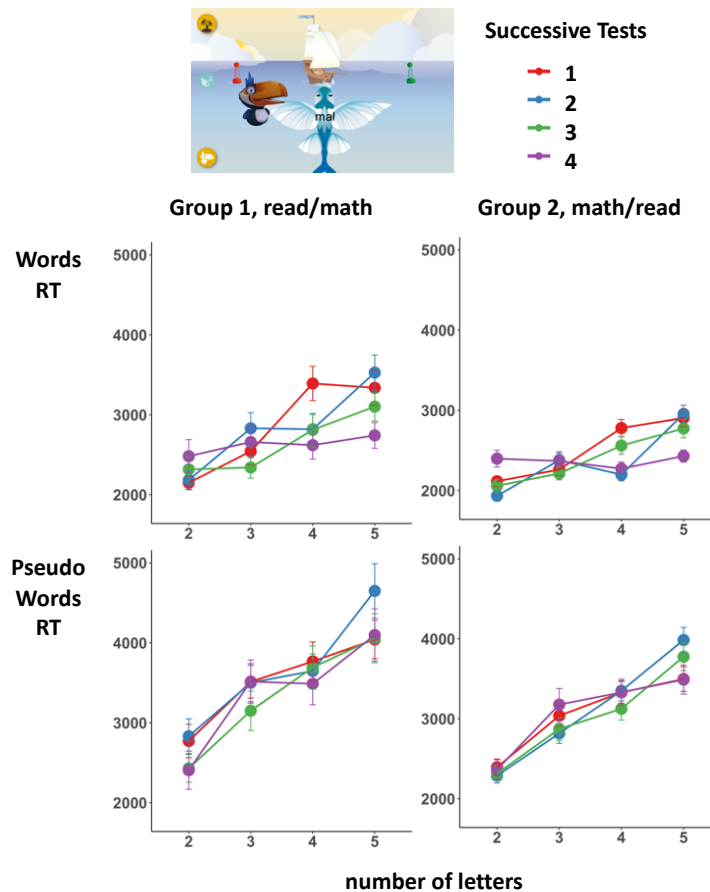 Successive Tests
1
2
3
4
mal
Group 1, read/math
Group 2, math/read
Words
RT
5000
4000
3000
2000
2 3 4 5
5000
4000
3000
2000
2 3 4 5
Pseudo
Words
RT
5000
4000
3000
2000
2 3 4 5
5000
4000
3000
2000
2 3 4 5
number of letters